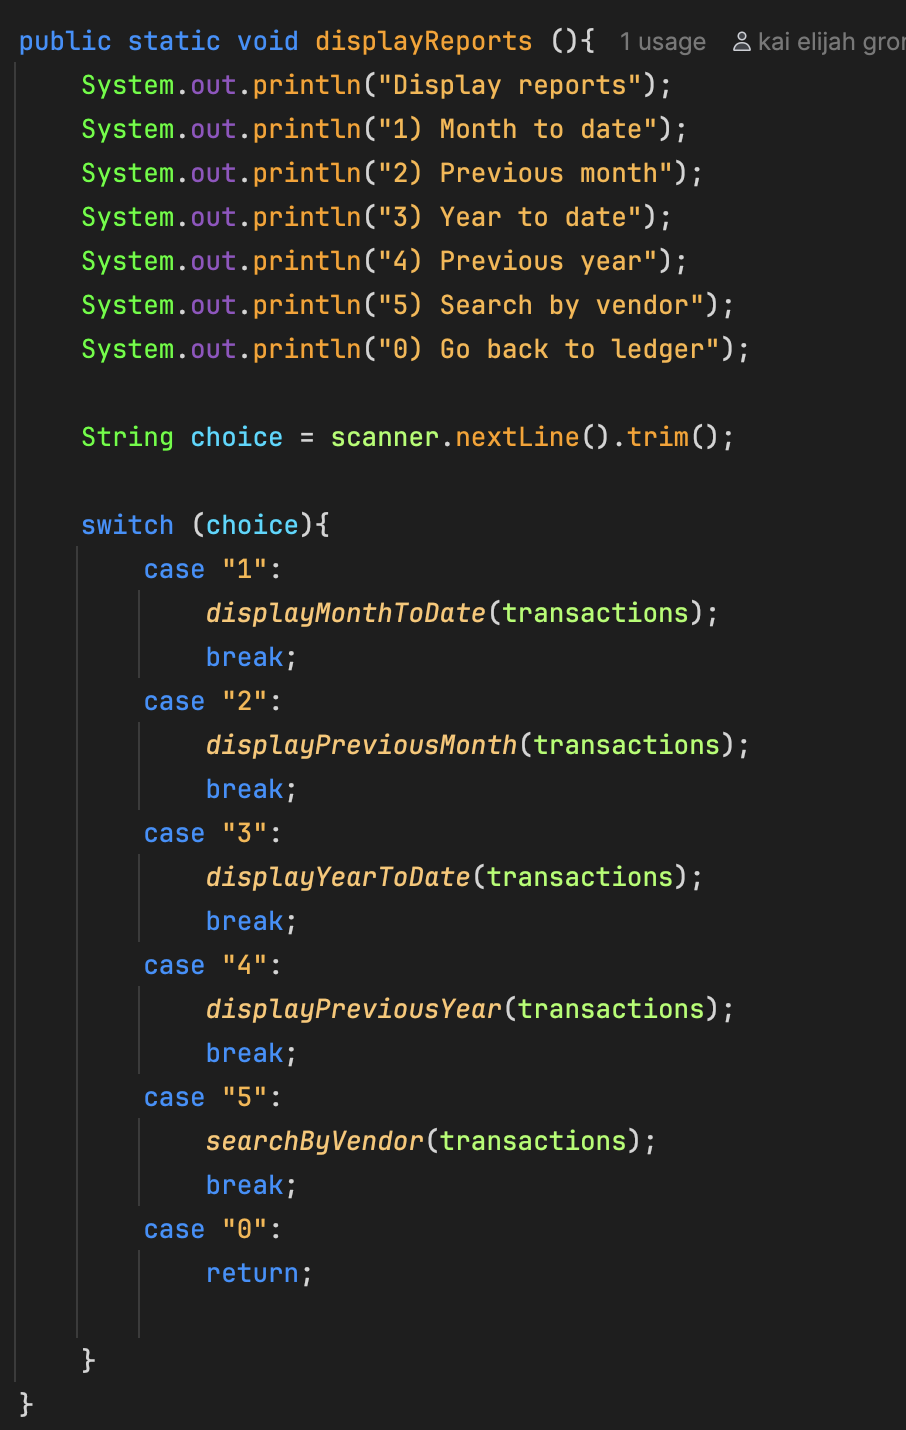 public static void displayReports (){ 1 usage kai elijah
    System.out.println("Display reports");
    System.out.println("1) Month to date");
    System.out.println("2) Previous month");
    System.out.println("3) Year to date");
    System.out.println("4) Previous year");
    System.out.println("5) Search by vendor");
    System.out.println("0) Go back to ledger");
    String choice = scanner.nextLine().trim();
    switch (choice){
        case "1":
            displayMonthToDate(transactions);
            break;
        case "2":
            displayPreviousMonth(transactions);
            break;
        case "3":
            displayYearToDate(transactions);
            break;
        case "4":
            displayPreviousYear(transactions);
            break;
        case "5":
            searchByVendor(transactions);
            break;
        case "0":
            return;
    }
}